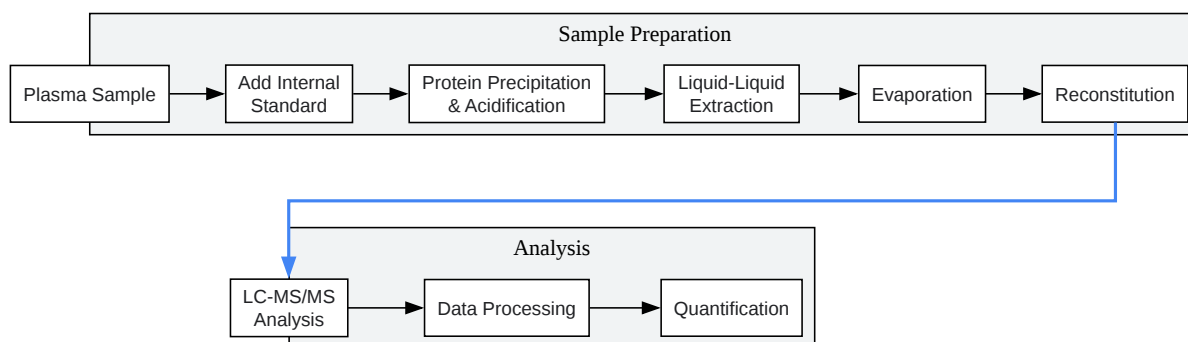 Sample Preparation
Plasma Sample
Add Internal
Standard
Protein Precipitation
& Acidification
Liquid-Liquid
Extraction
Evaporation
Reconstitution
Analysis
LC-MS/MS
Analysis
Data Processing
Quantification